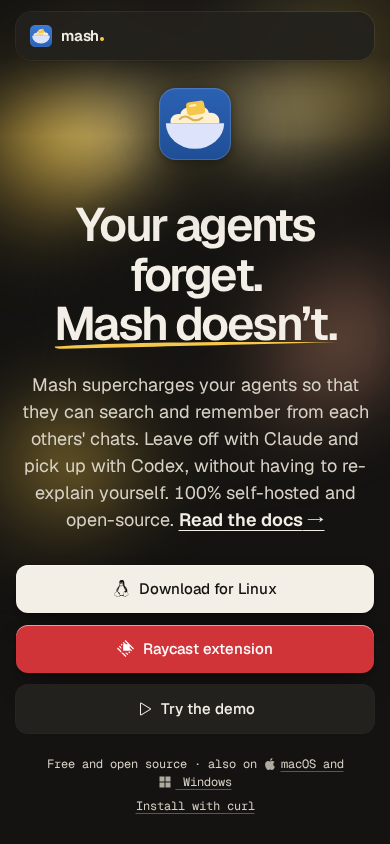 mash.
Your agents
forget.
Mash doesn’t.
Mash supercharges your agents so that
they can search and remember from each
others' chats. Leave off with Claude and
pick up with Codex, without having to re-
explain yourself. 100% self-hosted and
open-source. Read the docs →
Download for Linux
Raycast extension
Try the demo
Free and open source · also on macOS and
Windows
Install with curl